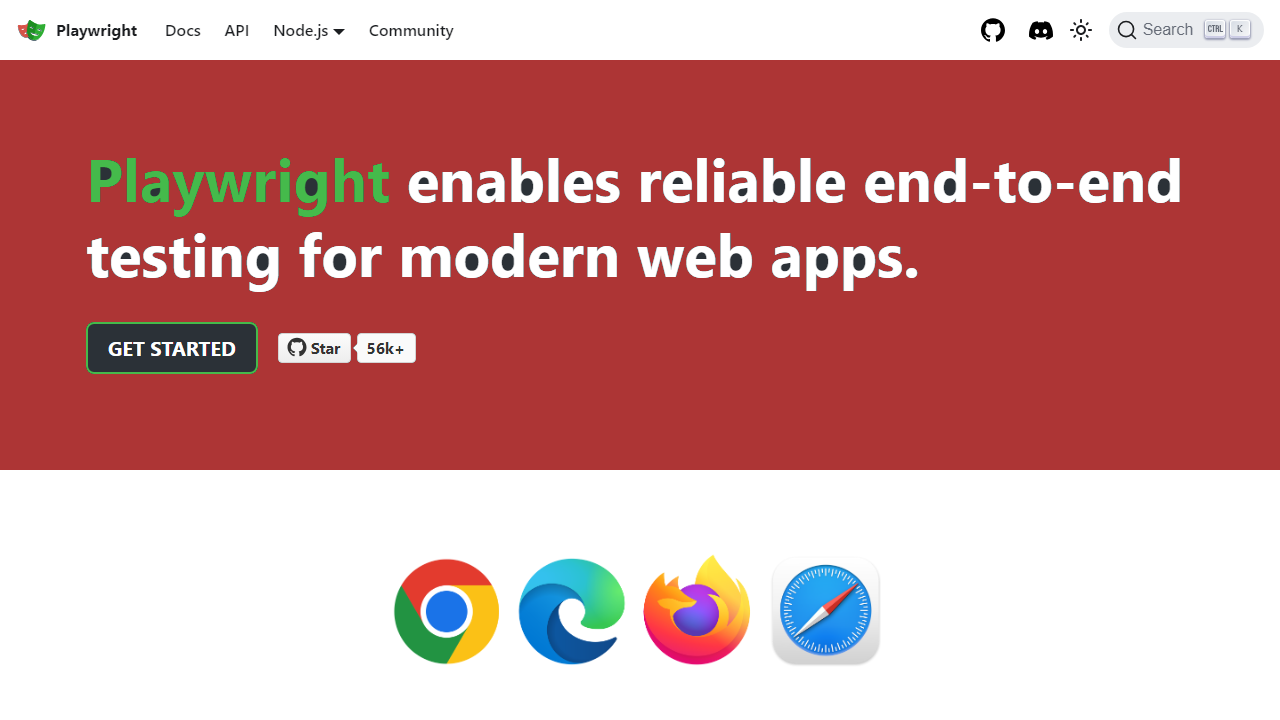 Playwright Docs API Node.js Community Search CTRL K
Playwright enables reliable end-to-end
testing for modern web apps.
GET STARTED Star 56k+